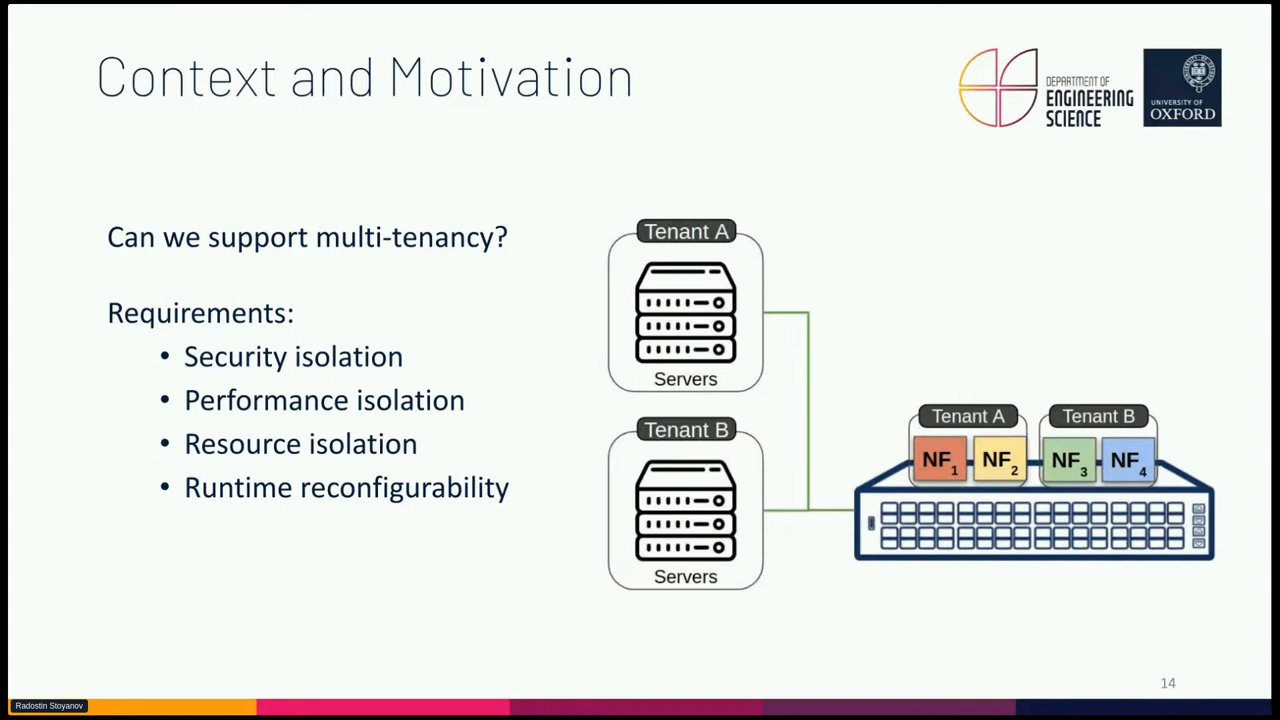 Context and Motivation
DEPARTMENT OF
ENGINEERING
SCIENCE
UNIVERSITY OF
OXFORD
Can we support multi-tenancy?
Requirements:
• Security isolation
• Performance isolation
• Resource isolation
• Runtime reconfigurability
Tenant A
Servers
Tenant B
Servers
Tenant A
Tenant B
NF1
NF2
NF3
NF4
14
Radostin Stoyanov